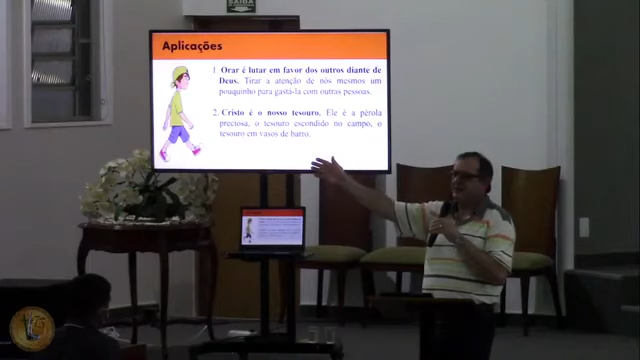 SAÍDA
Aplicações
1. Orar é lutar em favor dos outros diante de
Deus. Tirar a atenção de nós mesmos um
pouquinho para gastá-la com outras pessoas.
2. Cristo é o nosso tesouro. Ele é a pérola
preciosa, o tesouro escondido no campo, o
tesouro em vasos de barro.